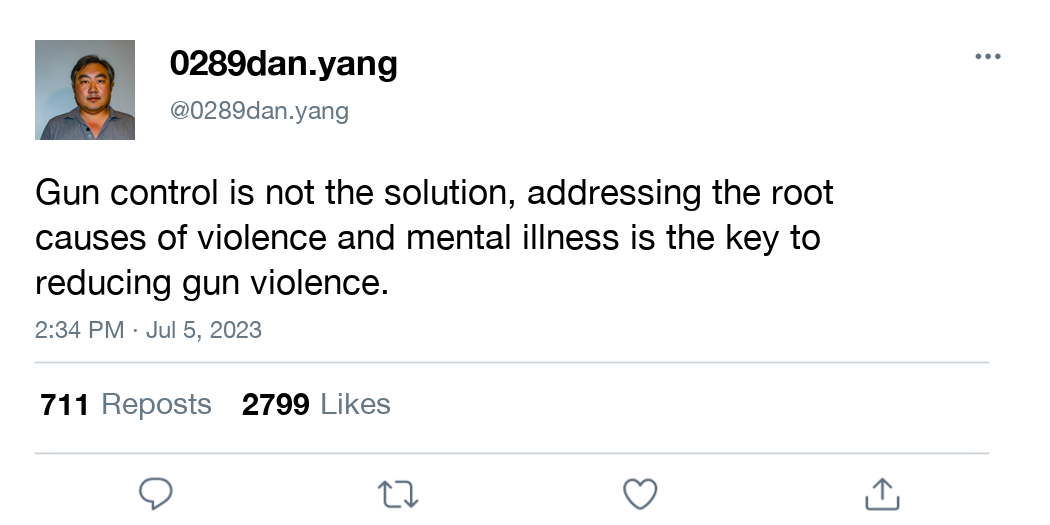 0289dan.yang
@0289dan.yang
Gun control is not the solution, addressing the root
causes of violence and mental illness is the key to
reducing gun violence.
2:34 PM · Jul 5, 2023
711 Reposts 2799 Likes